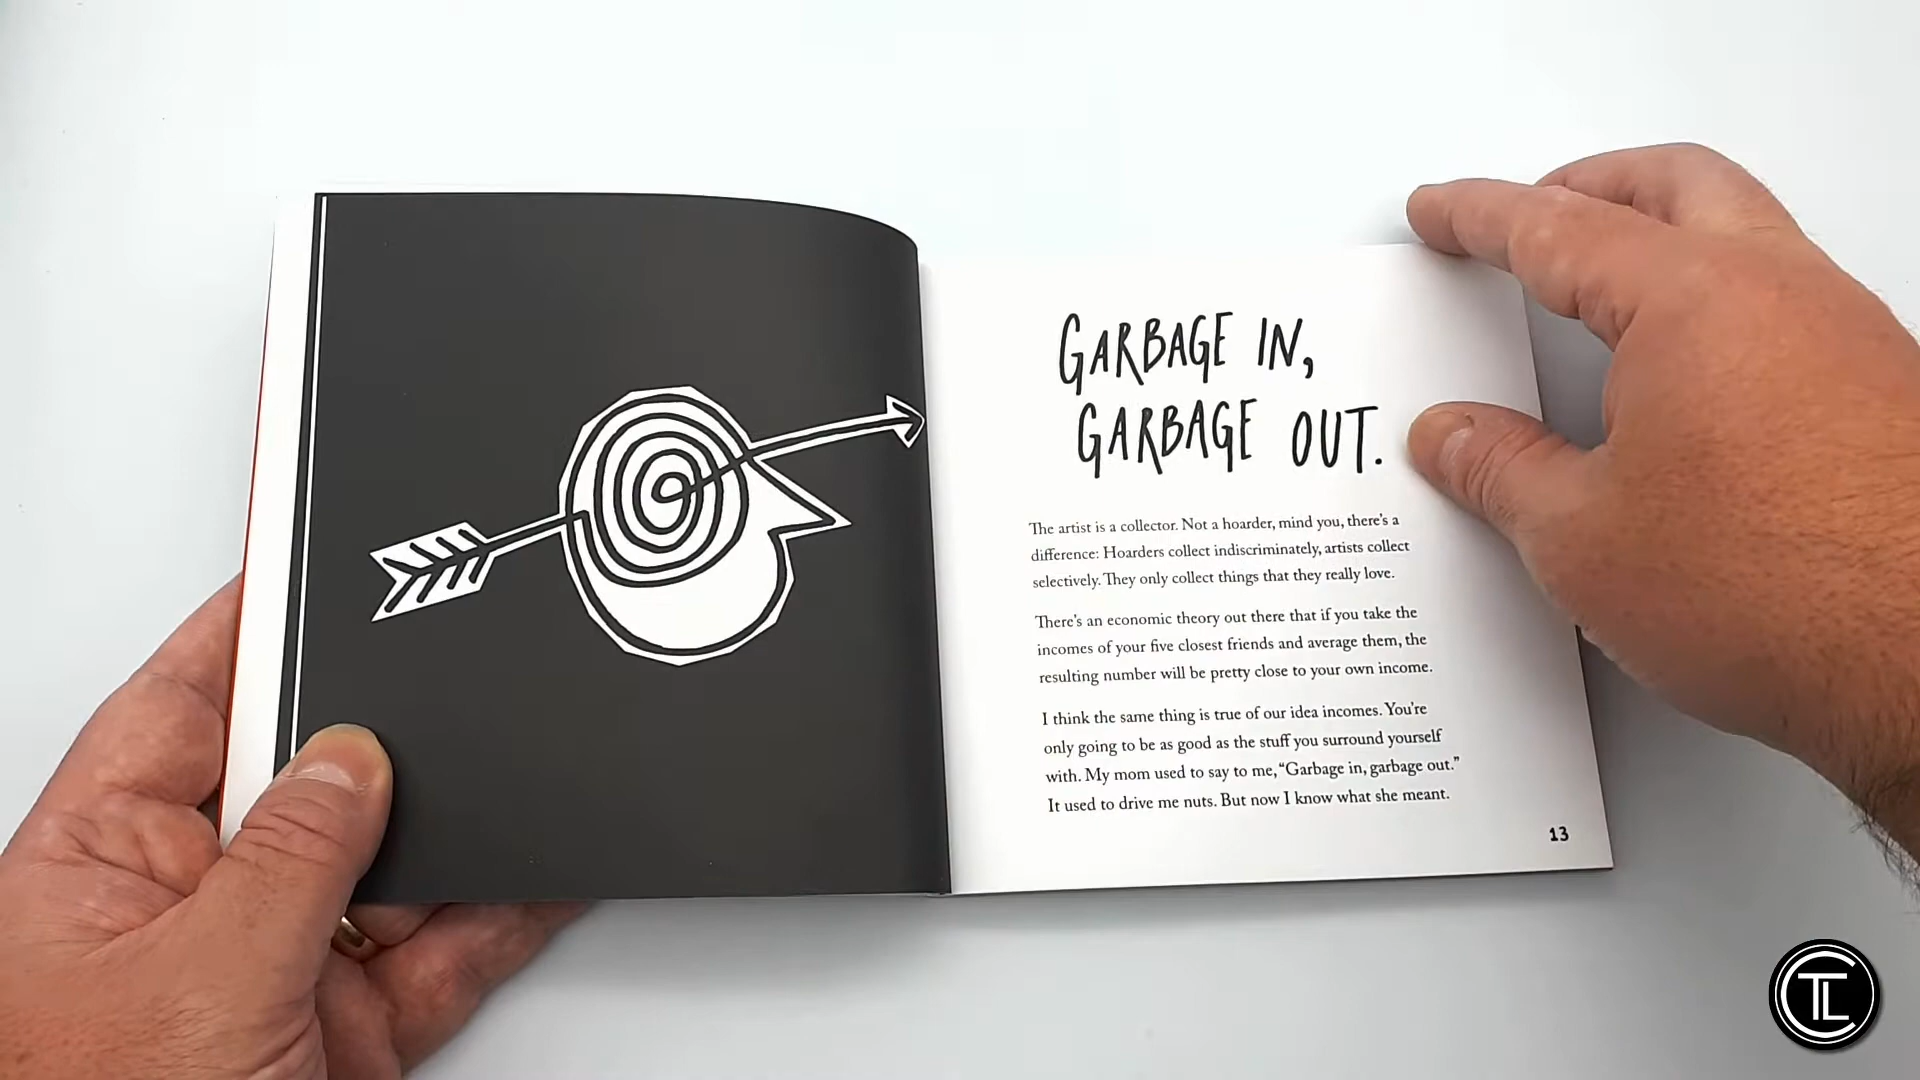 GARBAGE IN,
GARBAGE OUT.
The artist is a collector. Not a hoarder, mind you, there's a
difference: Hoarders collect indiscriminately, artists collect
selectively. They only collect things that they really love.
There's an economic theory out there that if you take the
incomes of your five closest friends and average them, the
resulting number will be pretty close to your own income.
I think the same thing is true of our idea incomes. You're
only going to be as good as the stuff you surround yourself
with. My mom used to say to me, “Garbage in, garbage out.”
It used to drive me nuts. But now I know what she meant.
13
CTL